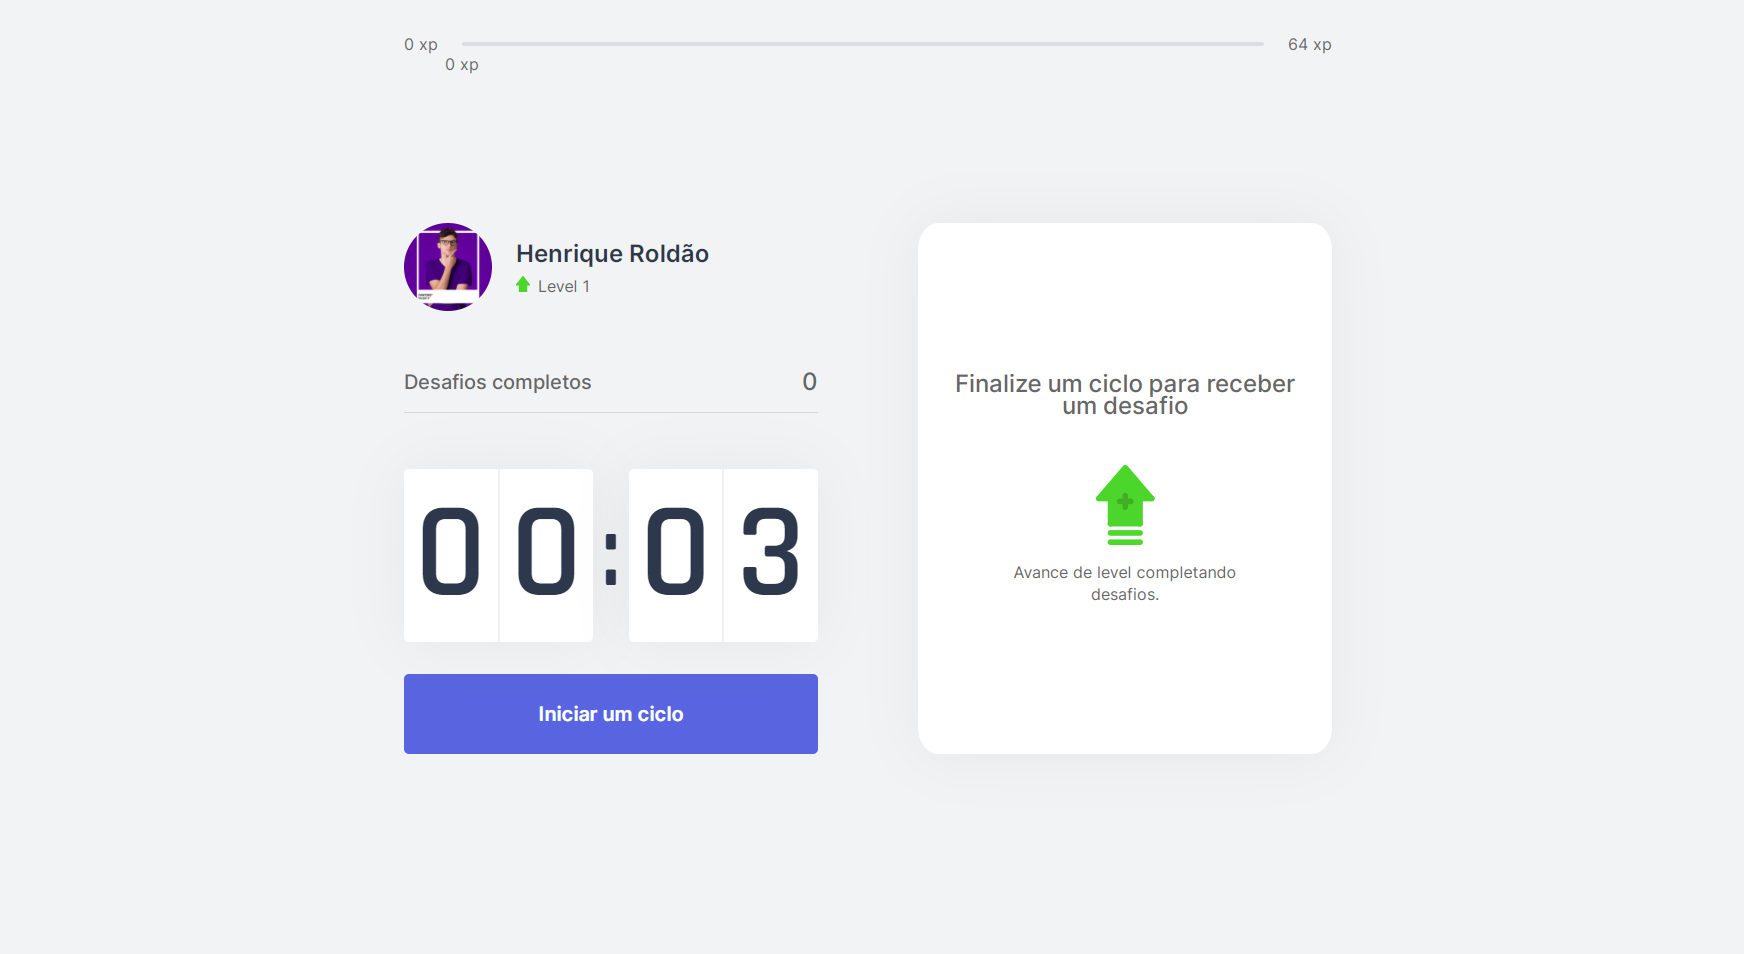 0 xp
64 xp
0 xp
Henrique Roldão
Level 1
Desafios completos
0
00:03
Iniciar um ciclo
Finalize um ciclo para receber
um desafio
Avance de level completando
desafios.